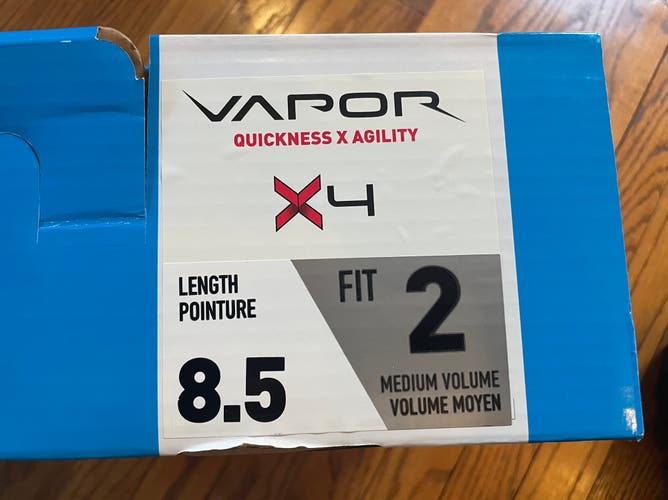 VAPOR
QUICKNESS X AGILITY
X4
LENGTH
POINTURE
8.5
FIT 2
MEDIUM VOLUME
VOLUME MOYEN